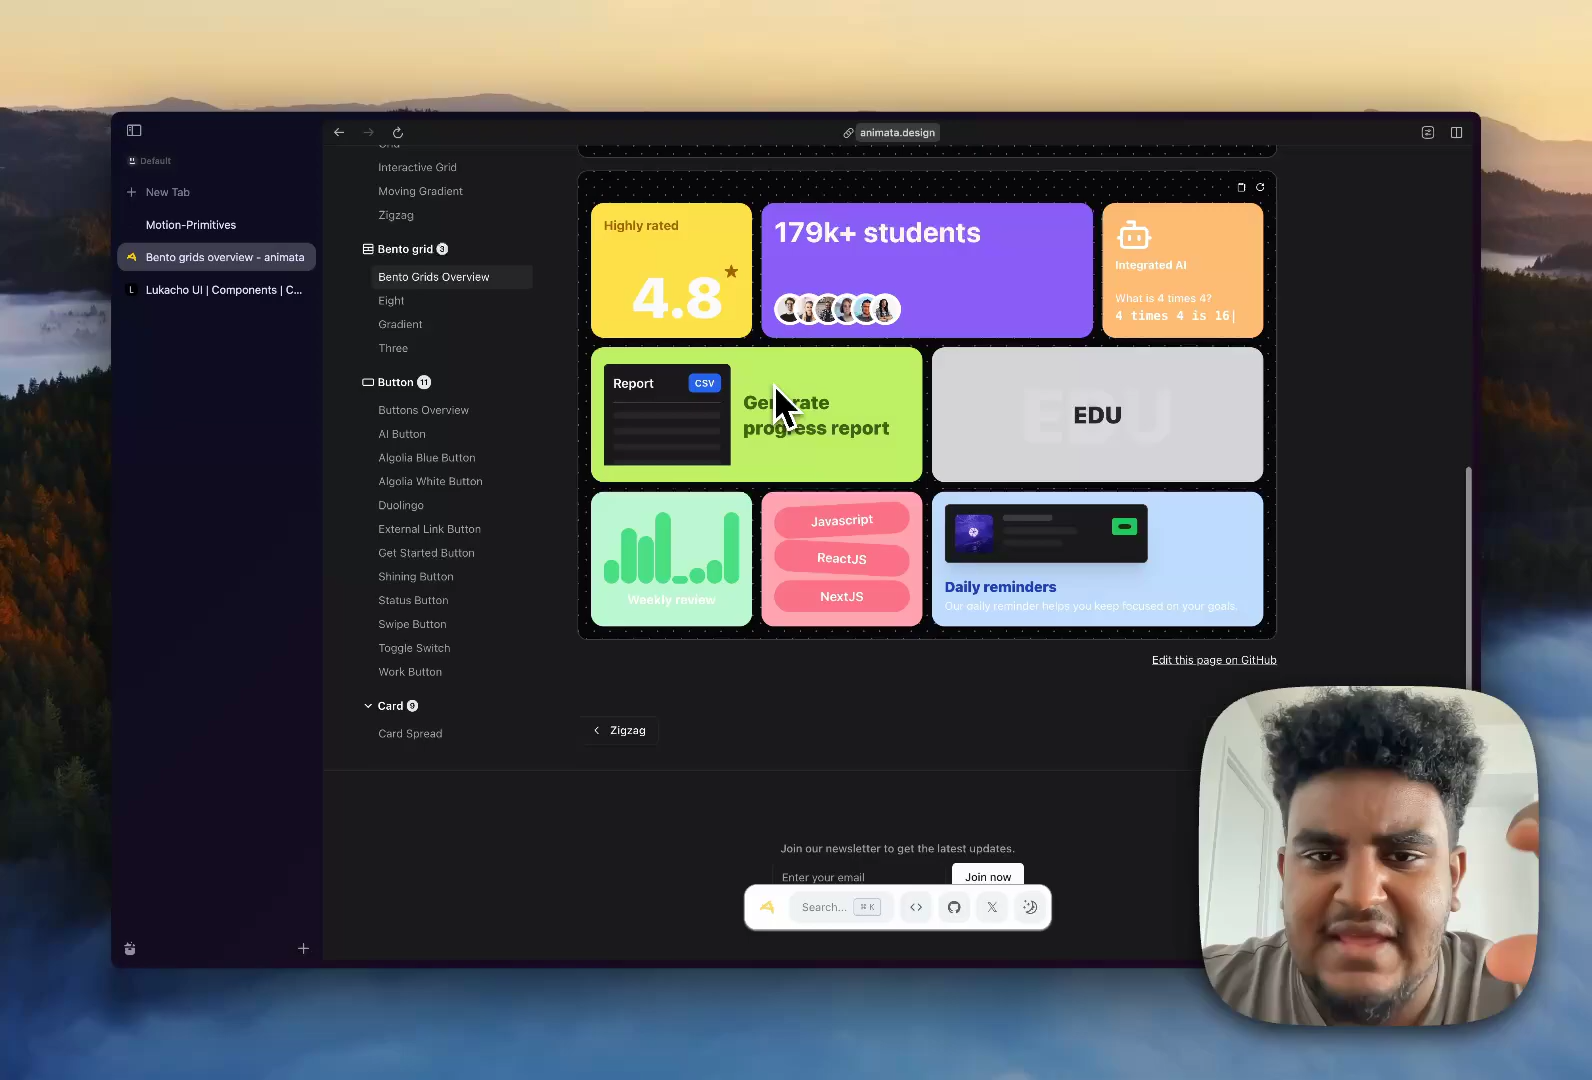 Default
animata.design
New Tab
Motion-Primitives
Bento grids overview - animata
L
Lukacho UI | Components | C...
Interactive Grid
Moving Gradient
Zigzag
Bento grid 3
Bento Grids Overview
Eight
Gradient
Three
Button 11
Buttons Overview
AI Button
Algolia Blue Button
Algolia White Button
Duolingo
External Link Button
Get Started Button
Shining Button
Status Button
Swipe Button
Toggle Switch
Work Button
Card 9
Card Spread
Highly rated
4.8
179k+ students
Integrated AI
What is 4 times 4?
4 times 4 is 16|
Report
CSV
Generate
progress report
EDU
EDU
Weekly review
Javascript
ReactJS
NextJS
Daily reminders
Our daily reminder helps you keep focused on your goals.
Edit this page on GitHub
Zigzag
Join our newsletter to get the latest updates.
Enter your email
Join now
Search...
⌘ K